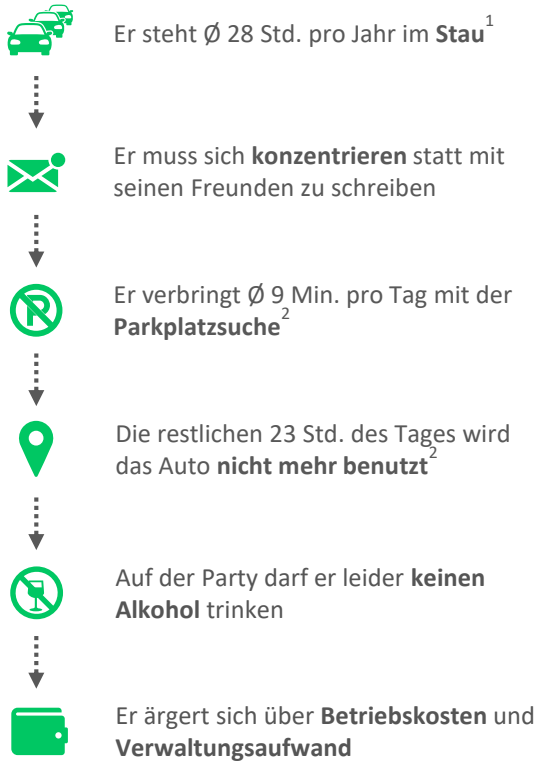 Er steht Ø 28 Std. pro Jahr im Stau1
Er muss sich konzentrieren statt mit
seinen Freunden zu schreiben
Er verbringt Ø 9 Min. pro Tag mit der
Parkplatzsuche2
Die restlichen 23 Std. des Tages wird
das Auto nicht mehr benutzt2
Auf der Party darf er leider keinen
Alkohol trinken
Er ärgert sich über Betriebskosten und
Verwaltungsaufwand